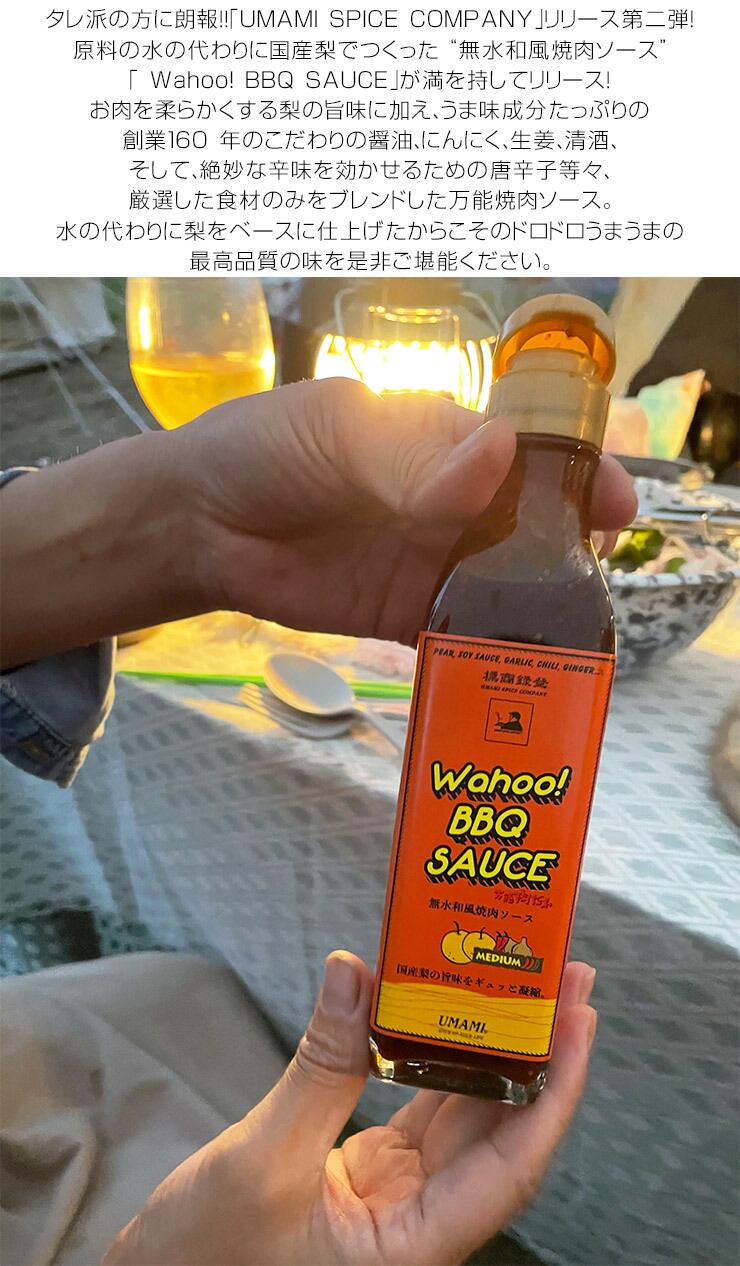 タレ派の方に朗報!!「UMAMI SPICE COMPANY」リリース第二弾!
原料の水の代わりに国産梨でつくった “無水和風焼肉ソース”
「 Wahoo! BBQ SAUCE」が満を持してリリース!
お肉を柔らかくする梨の旨味に加え、うま味成分たっぷりの
創業160 年のこだわりの醤油、にんにく、生姜、清酒、
そして、絶妙な辛味を効かせるための唐辛子等々、
厳選した食材のみをブレンドした万能焼肉ソース。
水の代わりに梨をベースに仕上げたからこそのドロドロうまうまの
最高品質の味を是非ご堪能ください。
PEAR, SOY SAUCE, GARLIC, CHILI, GINGER...
UMAMI SPICE COMPANY
Wahoo!
BBQ
SAUCE
無水和風焼肉ソース
MEDIUM
国産梨の旨味をギュッと凝縮。
UMAMI